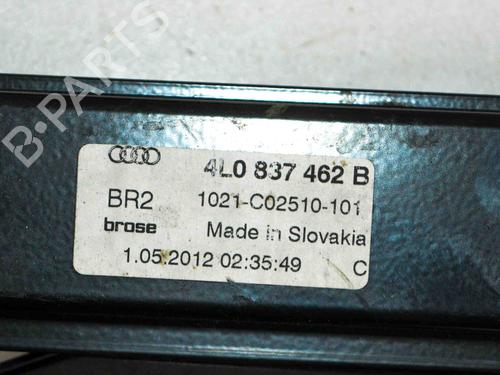 B-PARTS
4L0 837 462 B
BR2 1021-C02510-101
brose Made in Slovakia
1.05.2012 02:35:49 C